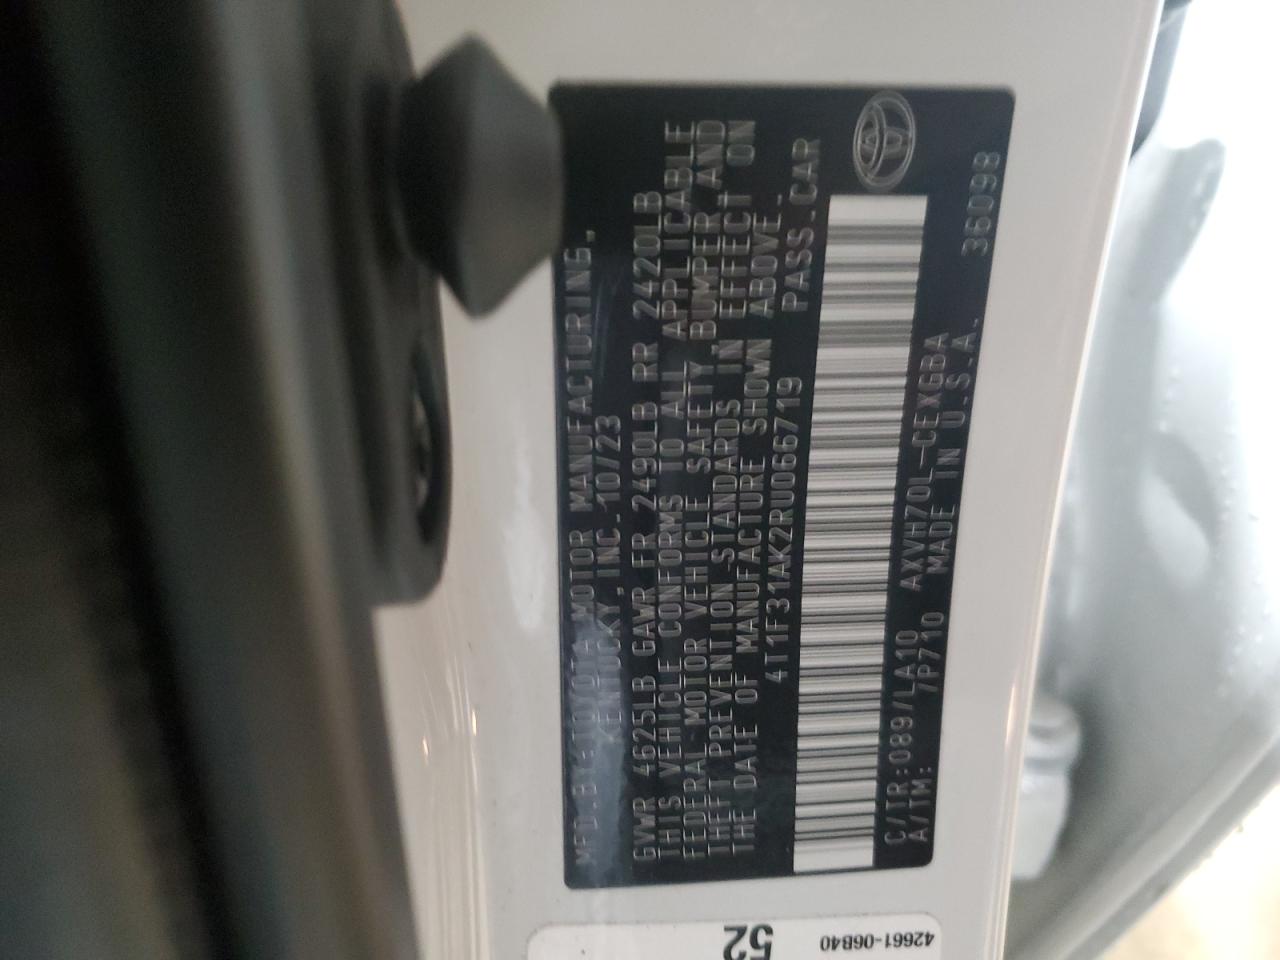 MFD.BY:TOYOTA MOTOR MANUFACTURING,
KENTUCKY, INC. 10/23
GVWR 4625LB GAWR FR 2490LB RR 2420LB
THIS VEHICLE CONFORMS TO ALL APPLICABLE
FEDERAL MOTOR VEHICLE SAFETY, BUMPER AND
THEFT PREVENTION STANDARDS IN EFFECT ON
THE DATE OF MANUFACTURE SHOWN ABOVE.
4T1F31AK2RU066719 PASS.CAR
C/TR:089/LA10 AXVH70L-CEXGBA
A/TM: /P710 MADE IN U.S.A. 36098
52
42661-06B40